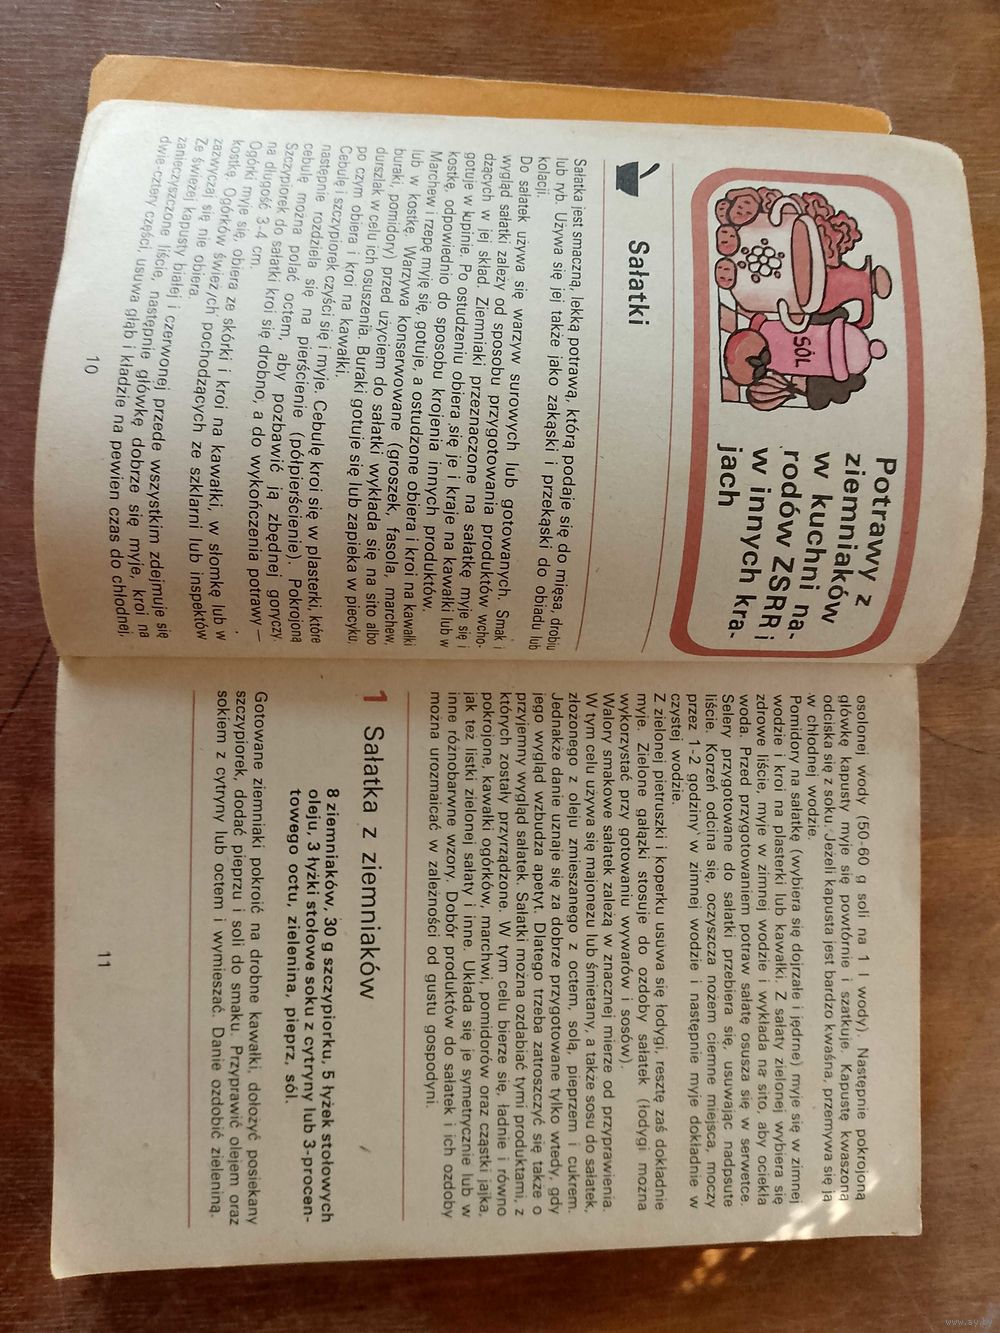 SÒL
Potrawy z
ziemniaków
w kuchni na-
rodów ZSRR i
w innych kra-
jach
Sałatki
Sałatka jest smaczną, lekką potrawą, którą podaje się do mięsa, drobiu
lub ryb. Używa się jej także jako zakąski i przekąski do obiadu lub
kolacji.
Do sałatek używa się warzyw surowych lub gotowanych. Smak i
wygląd sałatki zależy od sposobu przygotowania produktów wcho-
dzących w jej skład. Ziemniaki przeznaczone na sałatkę myje się i
gotuje w łupinie. Po ostudzeniu obiera się je i kraje na kawałki lub w
kostkę, odpowiednio do sposobu krojenia innych produktów.
Marchew i rzepę myję się, gotuje, a ostudzone obiera i kroi na kawałki
lub w kostkę. Warzywa konserwowane (groszek, fasola, marchew,
buraki, pomidory) przed użyciem do sałatki wykłada się na sito albo
durszlak w celu ich osuszenia. Buraki gotuje się lub zapieka w piecyku,
po czym obiera i kroi na kawałki.
Cebulę i szczypiorek czyści się i myje. Cebulę kroi się w plasterki, które
następnie rozdziela się na pierścienie (półpierścienie). Pokrojoną
cebulę można polać octem, aby pozbawić ją zbędnej goryczy.
Szczypiorek do sałatki kroi się drobno, a do wykończenia potrawy —
na długość 3-4 cm.
Ogórki myje się, obiera ze skórki i kroi na kawałki, w słomkę lub w
kostkę. Ogórków śwież/ych pochodzących ze szklarni lub inspektów
zazwyczaj się nie obiera.
Ze świeżej kapusty białej i czerwonej przede wszystkim zdejmuje się
zanieczyszczone liście, następnie główkę dobrze się myje, kroi na
dwie-cztery części, usuwa głąb i kładzie na pewien czas do chłodnej,
10
osolonej wody (50-60 g soli na 1 l wody). Następnie pokrojoną
główkę kapusty myje się powtórnie i szatkuje. Kapustę kwaszoną
odciska się z soku. Jeżeli kapusta jest bardzo kwaśna, przemywa się ją
w chłodnej wodzie.
Pomidory na sałatkę (wybiera się dojrzałe i jędrne) myje się w zimnej
wodzie i kroi na plasterki lub kawałki. Z sałaty zielonej wybiera się
zdrowe liście, myje w zimnej wodzie i wykłada na sito, aby ociekła
woda. Przed przygotowaniem potraw sałatę osusza się w serwetce.
Selery przygotowane do sałatki przebiera się, usuwając nadpsute
liście. Korzeń odcina się, oczyszcza nożem ciemne miejsca, moczy
przez 1-2 godziny w zimnej wodzie i następnie myje dokładnie w
czystej wodzie.
Z zielonej pietruszki i koperku usuwa się łodygi, resztę zaś dokładnie
myje. Zielone gałązki stosuje do ozdoby sałatek (łodygi można
wykorzystać przy gotowaniu wywarów i sosów).
Walory smakowe sałatek zależą w znacznej mierze od przyprawienia.
W tym celu używa się majonezu lub śmietany, a także sosu do sałatek,
złożonego z oleju zmieszanego z octem, solą, pieprzem i cukrem.
Jednakże danie uznaje się za dobrze przygotowane tylko wtedy, gdy
jego wygląd wzbudza apetyt. Dlatego trzeba zatroszczyć się także o
przyjemny wygląd sałatek. Sałatki można ozdabiać tymi produktami, z
których zostały przyrządzone. W tym celu bierze się, ładnie i równo
pokrojone, kawałki ogórków, marchwi, pomidorów oraz cząstki jajka,
jak też listki zielonej sałaty i inne. Układa się je symetrycznie lub w
inne różnobarwne wzory. Dobór produktów do sałatek i ich ozdoby
można urozmaicać w zależności od gustu gospodyni.
1 Sałatka z ziemniaków
8 ziemniaków, 30 g szczypiorku, 5 łyżek stołowych
oleju, 3 łyżki stołowe soku z cytryny lub 3-procen-
towego octu, zielenina, pieprz, sól.
Gotowane ziemniaki pokroić na drobne kawałki, dołożyć posiekany
szczypiorek, dodać pieprzu i soli do smaku. Przyprawić olejem oraz
sokiem z cytryny lub octem i wymieszać. Danie ozdobić zieleniną.
11
www.ay.by